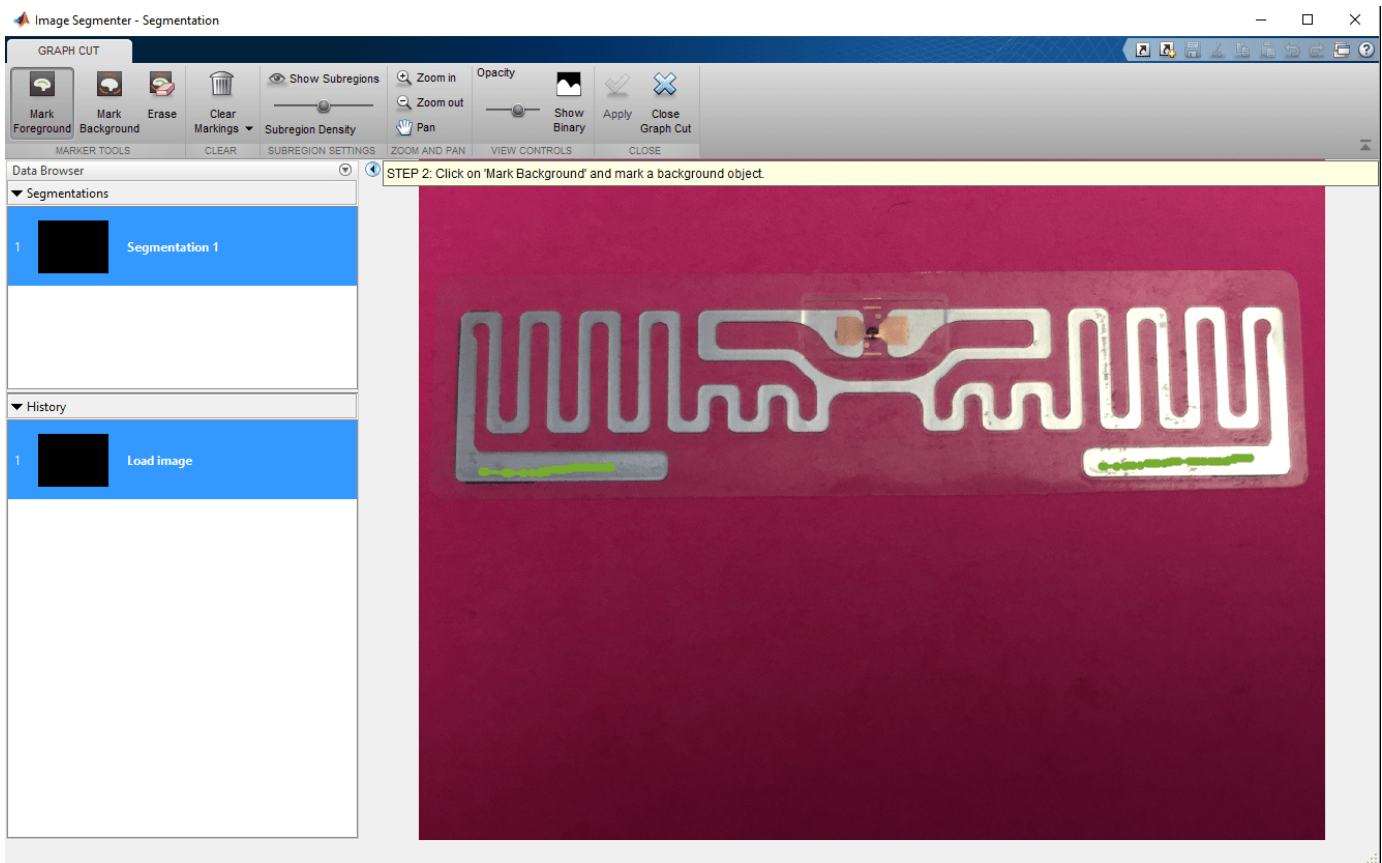 Image Segmenter - Segmentation
GRAPH CUT
Mark Foreground
Mark Background
Erase
Clear Markings
CLEAR
Show Subregions
Subregion Density
Zoom in
Zoom out
Pan
Opacity
Show Binary
Apply
Close Graph Cut
MARKER TOOLS
SUBREGION SETTINGS
ZOOM AND PAN
VIEW CONTROLS
CLOSE
Data Browser
STEP 2: Click on 'Mark Background' and mark a background object.
Segmentations
1 Segmentation 1
History
1 Load image